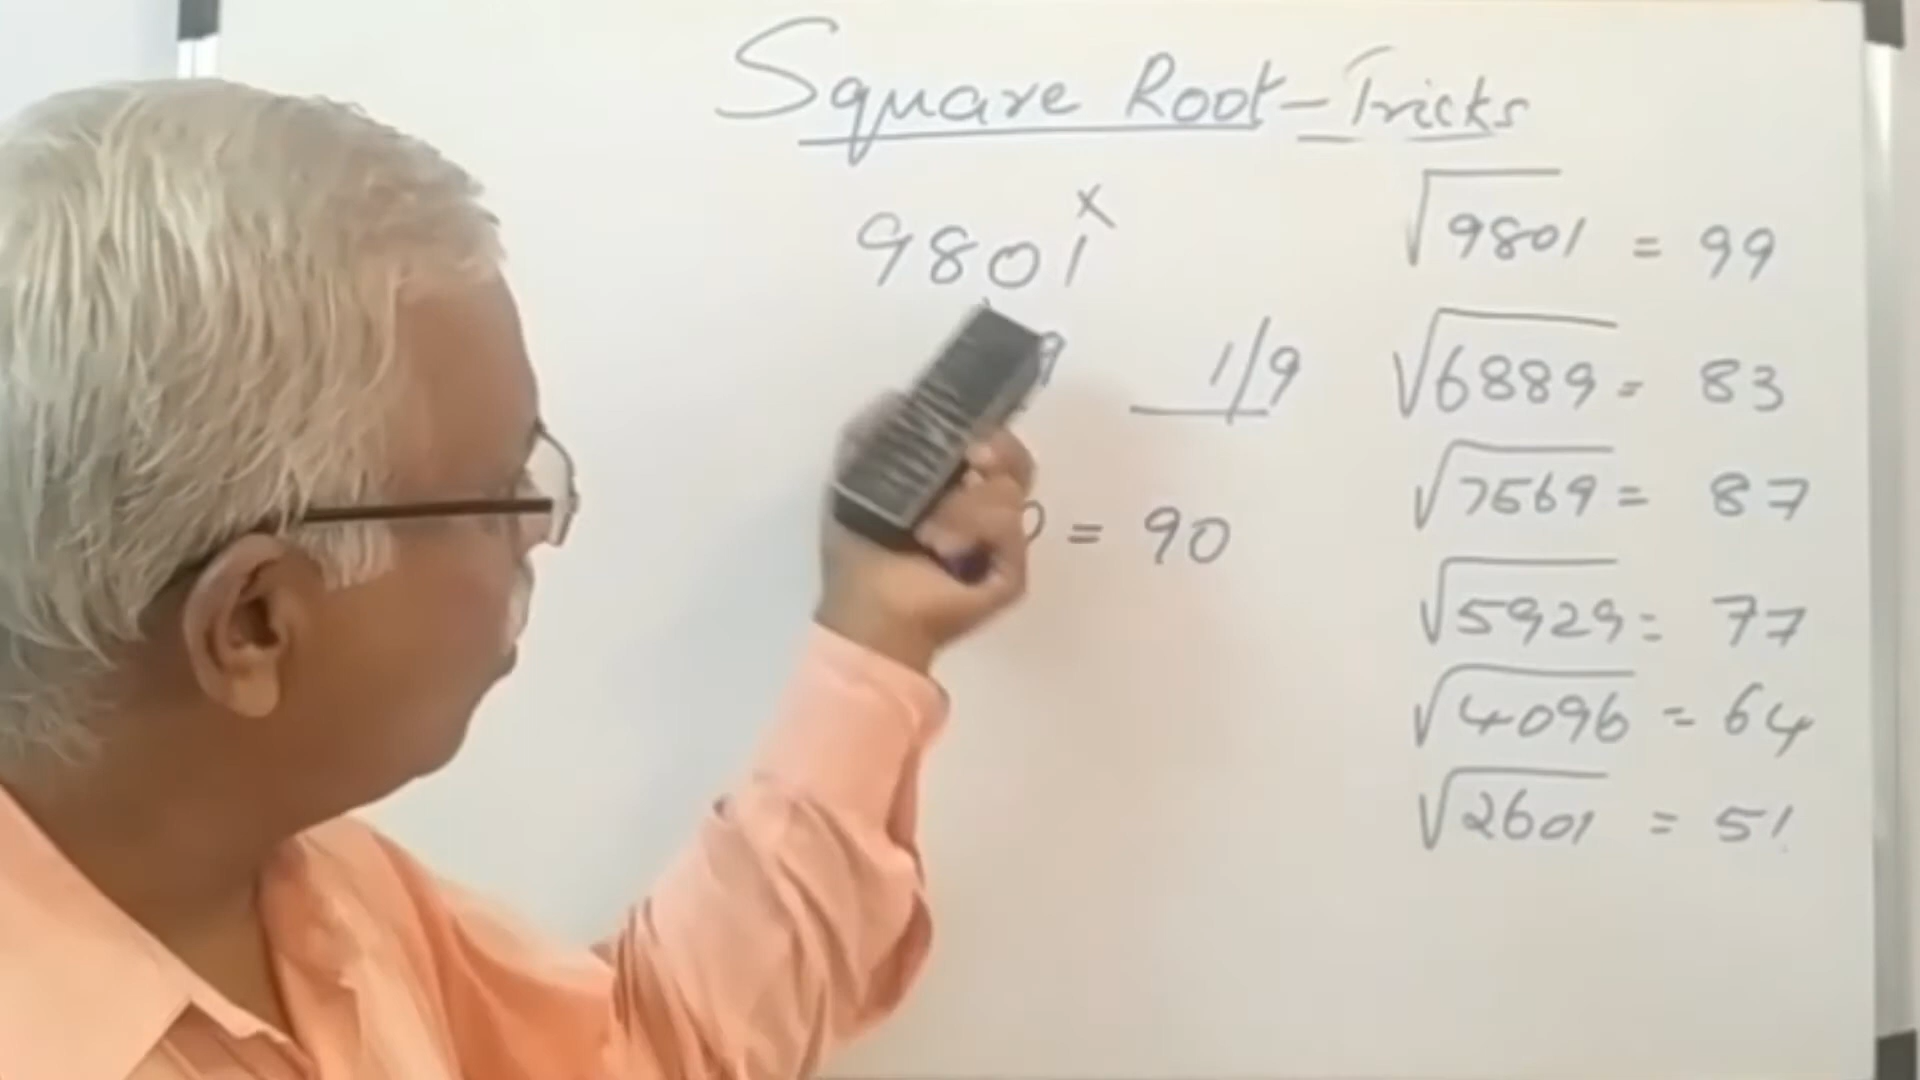 Square Root - Tricks
x
9801
9
1/9
= 90
√9801 = 99
√6889 = 83
√7569 = 87
√5929 = 77
√4096 = 64
√2601 = 51